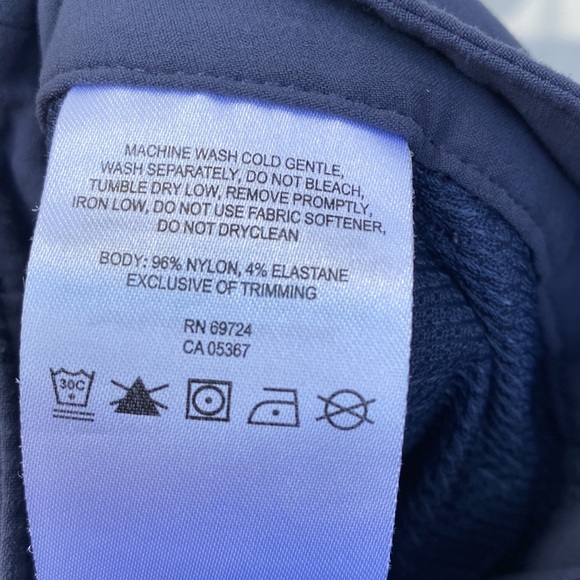 MACHINE WASH COLD GENTLE,
WASH SEPARATELY, DO NOT BLEACH,
TUMBLE DRY LOW, REMOVE PROMPTLY,
IRON LOW, DO NOT USE FABRIC SOFTENER,
DO NOT DRYCLEAN
BODY: 96% NYLON, 4% ELASTANE
EXCLUSIVE OF TRIMMING
RN 69724
CA 05367
30C